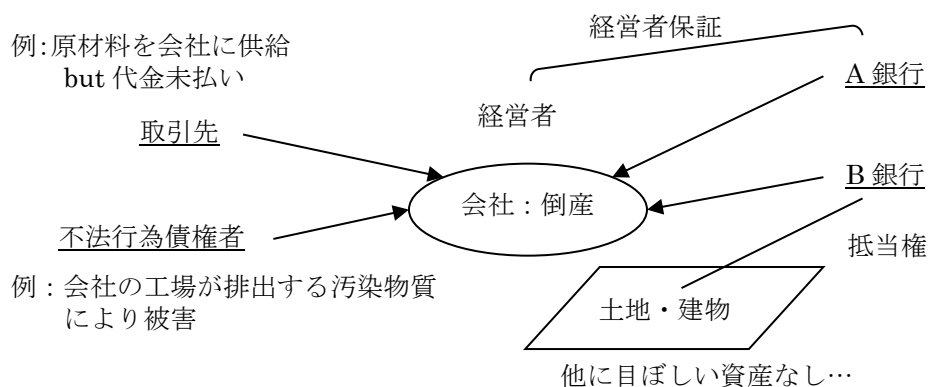 経営者保証
例:原材料を会社に供給
but 代金未払い
A 銀行
経営者
取引先
B 銀行
会社：倒産
不法行為債権者
抵当権
例：会社の工場が排出する汚染物質
により被害
土地・建物
他に目ぼしい資産なし…